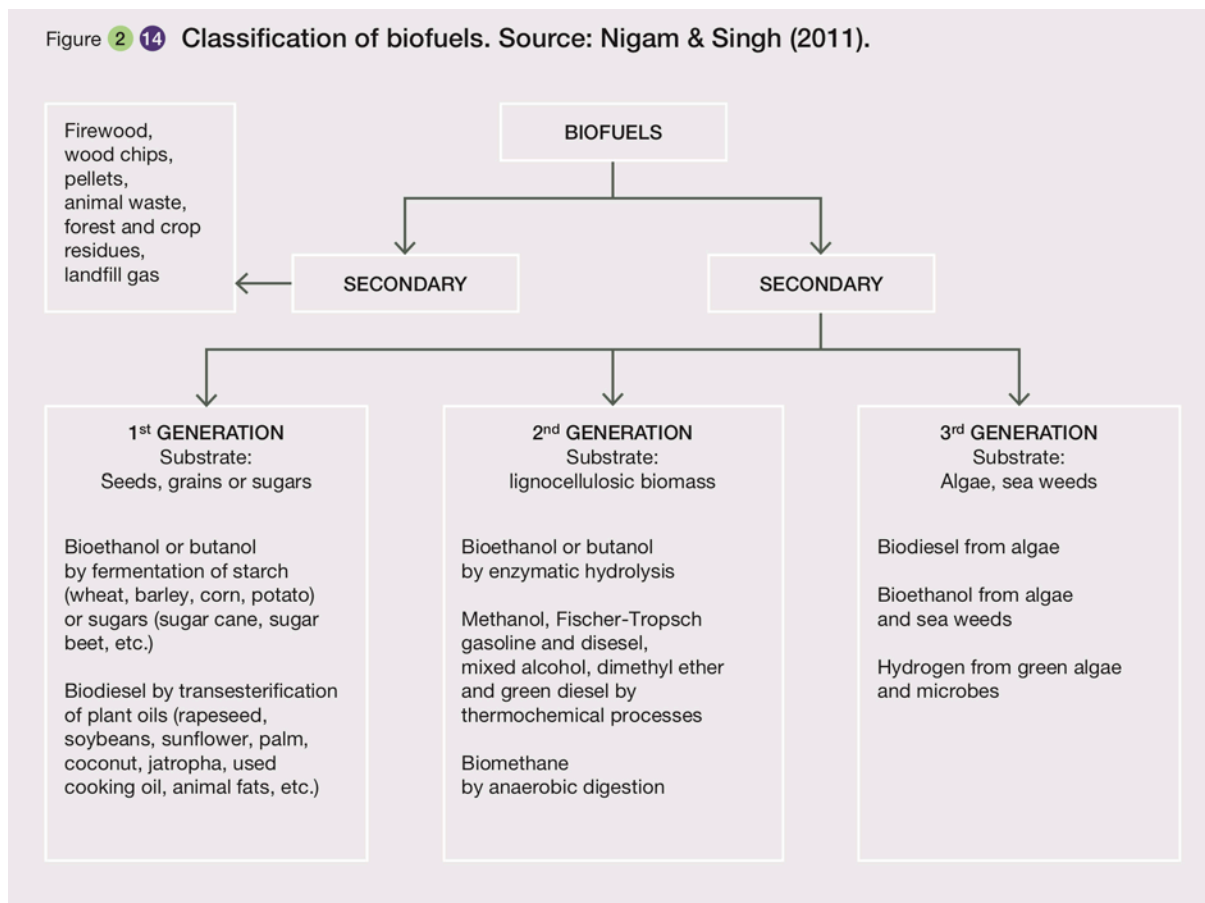 Figure 2 14 Classification of biofuels. Source: Nigam & Singh (2011).
BIOFUELS
Firewood,
wood chips,
pellets,
animal waste,
forest and crop
residues,
landfill gas
SECONDARY
SECONDARY
1st GENERATION
Substrate:
Seeds, grains or sugars
Bioethanol or butanol
by fermentation of starch
(wheat, barley, corn, potato)
or sugars (sugar cane, sugar
beet, etc.)
Biodiesel by transesterification
of plant oils (rapeseed,
soybeans, sunflower, palm,
coconut, jatropha, used
cooking oil, animal fats, etc.)
2nd GENERATION
Substrate:
lignocellulosic biomass
Bioethanol or butanol
by enzymatic hydrolysis
Methanol, Fischer-Tropsch
gasoline and disesel,
mixed alcohol, dimethyl ether
and green diesel by
thermochemical processes
Biomethane
by anaerobic digestion
3rd GENERATION
Substrate:
Algae, sea weeds
Biodiesel from algae
Bioethanol from algae
and sea weeds
Hydrogen from green algae
and microbes